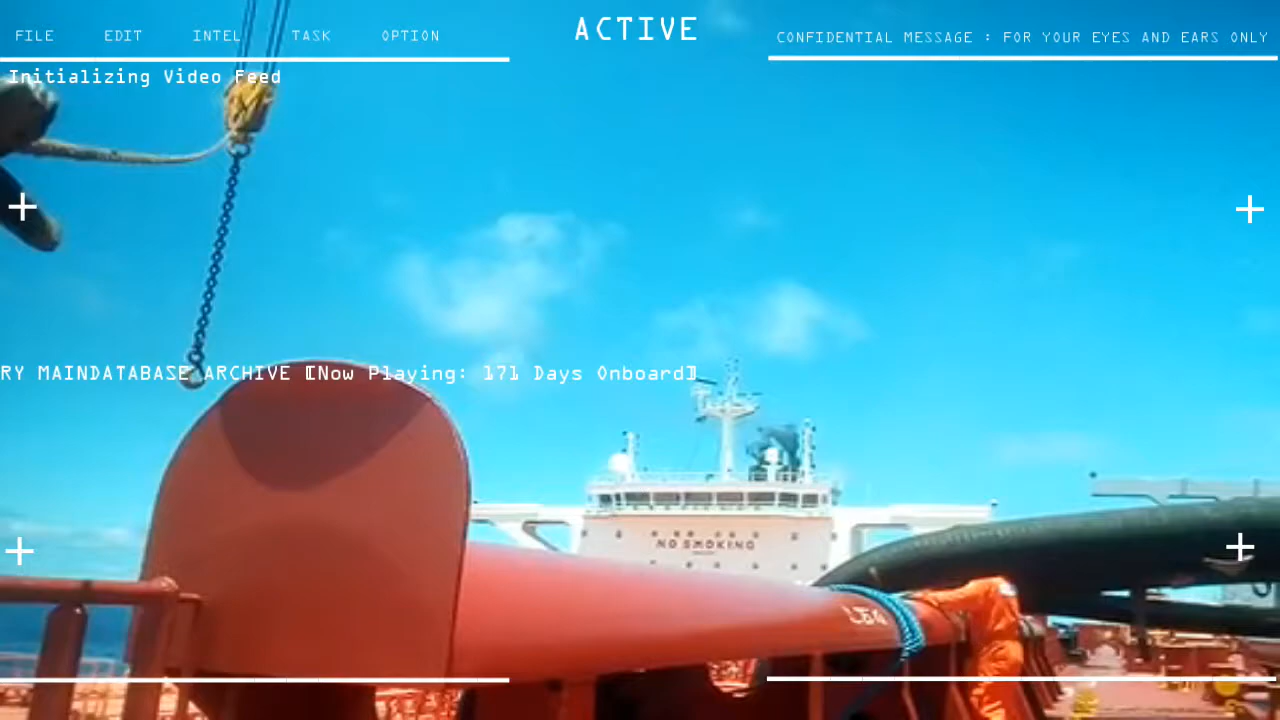 FILE EDIT INTEL TASK OPTION
ACTIVE
CONFIDENTIAL MESSAGE : FOR YOUR EYES AND EARS ONLY
Initializing Video Feed
RY MAINDATABASE ARCHIVE [Now Playing: 171 Days Onboard]
NO SMOKING